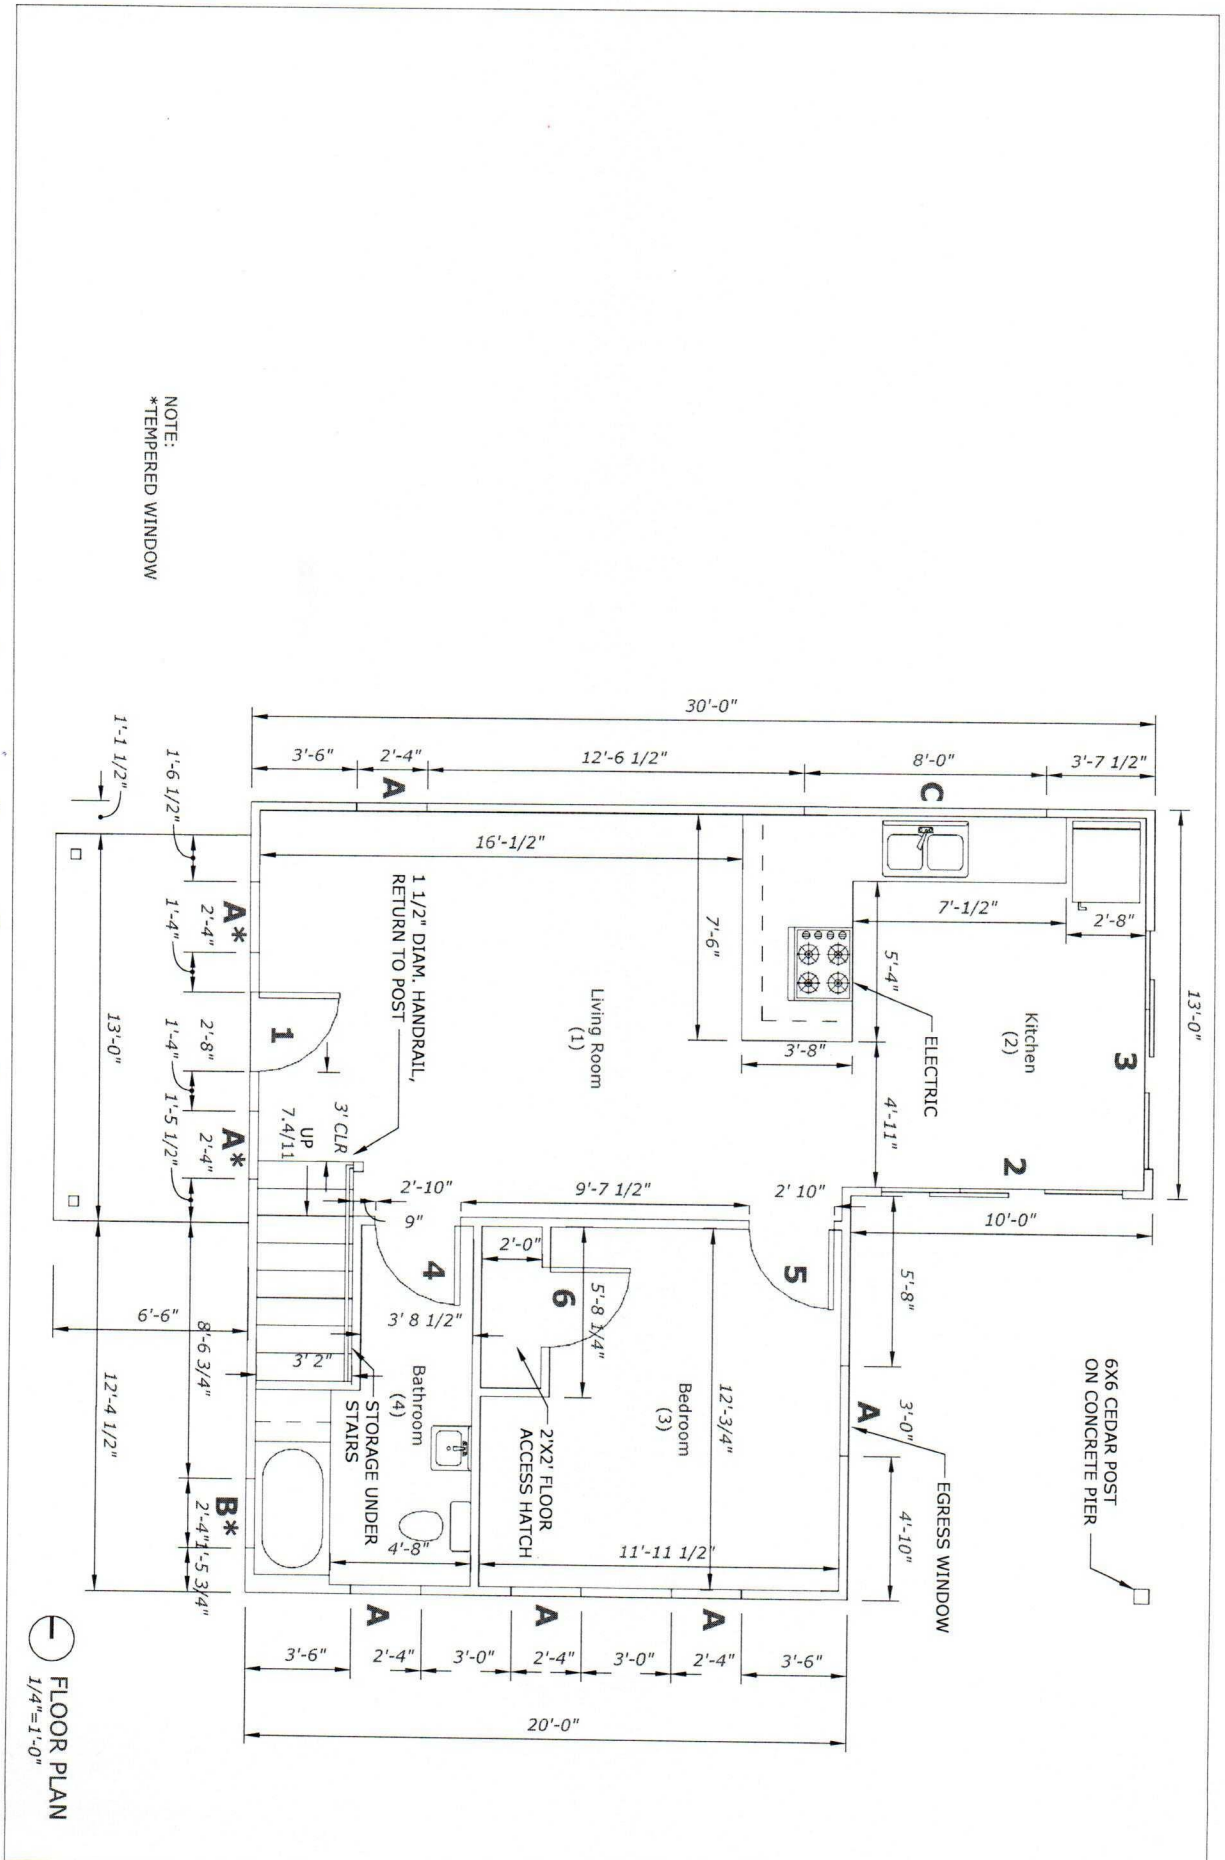 30'-0"
3'-6"
2'-4"
12'-6 1/2"
8'-0"
3'-7 1/2"
A
C
13'-0"
16'-1/2"
7'-6"
7'-1/2"
2'-8"
5'-4"
3'-8"
4'-11"
Kitchen
(2)
ELECTRIC
3
2
Living Room
(1)
1 1/2" DIAM. HANDRAIL,
RETURN TO POST
NOTE:
*TEMPERED WINDOW
1'-1 1/2"
1'-6 1/2"
2'-4"
1'-4"
2'-8"
1'-4"
2'-4"
1'-5 1/2"
A*
1
A*
13'-0"
3' CLR
UP
7.4/11
2'-10"
9"
9'-7 1/2"
2' 10"
10'-0"
4
5
6
2'-0"
5'-8 1/4"
3' 8 1/2"
3' 2"
Bathroom
(4)
STORAGE UNDER
STAIRS
2'X2' FLOOR
ACCESS HATCH
Bedroom
(3)
12'-3/4"
11'-11 1/2"
4'-8"
5'-8"
3'-0"
4'-10"
A
EGRESS WINDOW
6X6 CEDAR POST
ON CONCRETE PIER
6'-6"
8'-6 3/4"
12'-4 1/2"
2'-4"
1'-5 3/4"
B*
A
A
A
3'-6"
2'-4"
3'-0"
2'-4"
3'-0"
2'-4"
3'-6"
20'-0"
FLOOR PLAN
1/4"=1'-0"